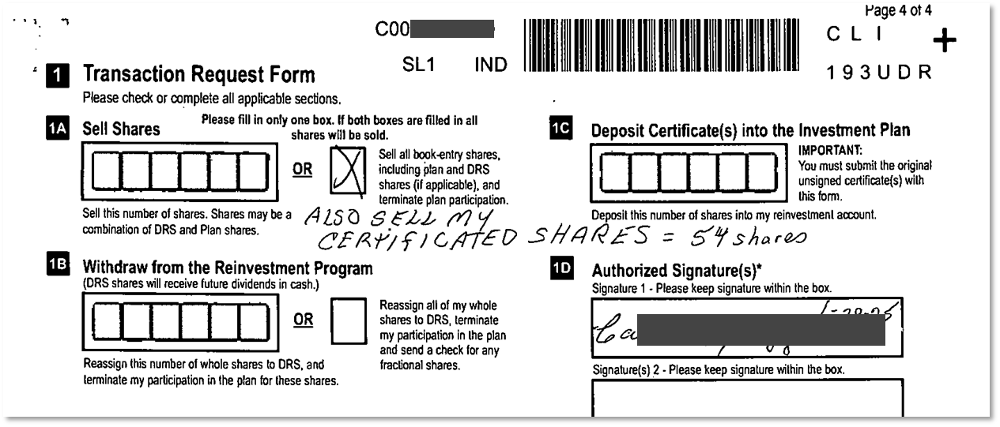 Page 4 of 4
C00
CLI
SL1 IND
193UDR
1 Transaction Request Form
Please check or complete all applicable sections.
1A Sell Shares
Please fill in only one box. If both boxes are filled in all
shares will be sold.
OR
Sell all book-entry shares,
including plan and DRS
shares (if applicable), and
terminate plan participation.
Sell this number of shares. Shares may be a
combination of DRS and Plan shares.
ALSO SELL MY
CERTIFICATED SHARES = 54 shares
1C Deposit Certificate(s) into the Investment Plan
IMPORTANT:
You must submit the original
unsigned certificate(s) with
this form.
Deposit this number of shares into my reinvestment account.
1B Withdraw from the Reinvestment Program
(DRS shares will receive future dividends in cash.)
OR
Reassign all of my whole
shares to DRS, terminate
my participation in the plan
and send a check for any
fractional shares.
Reassign this number of whole shares to DRS, and
terminate my participation in the plan for these shares.
1D Authorized Signature(s)*
Signature 1 - Please keep signature within the box.
Ca
Signature(s) 2 - Please keep signature within the box.